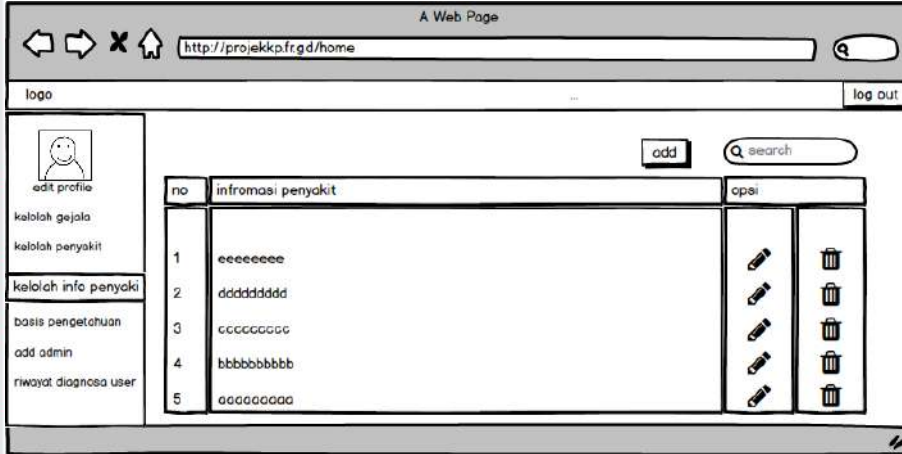 A Web Page
http://projekkp.fr.gd/home
logo ... log out
add search
edit profile
kelolah gejala
kelolah penyakit
kelolah info penyaki
basis pengetahuan
add admin
riwayat diagnosa user
no infromasi penyakit opsi
1 eeeeeeee
2 ddddddddd
3 ccccccccc
4 bbbbbbbbbb
5 aaaaaaaaa